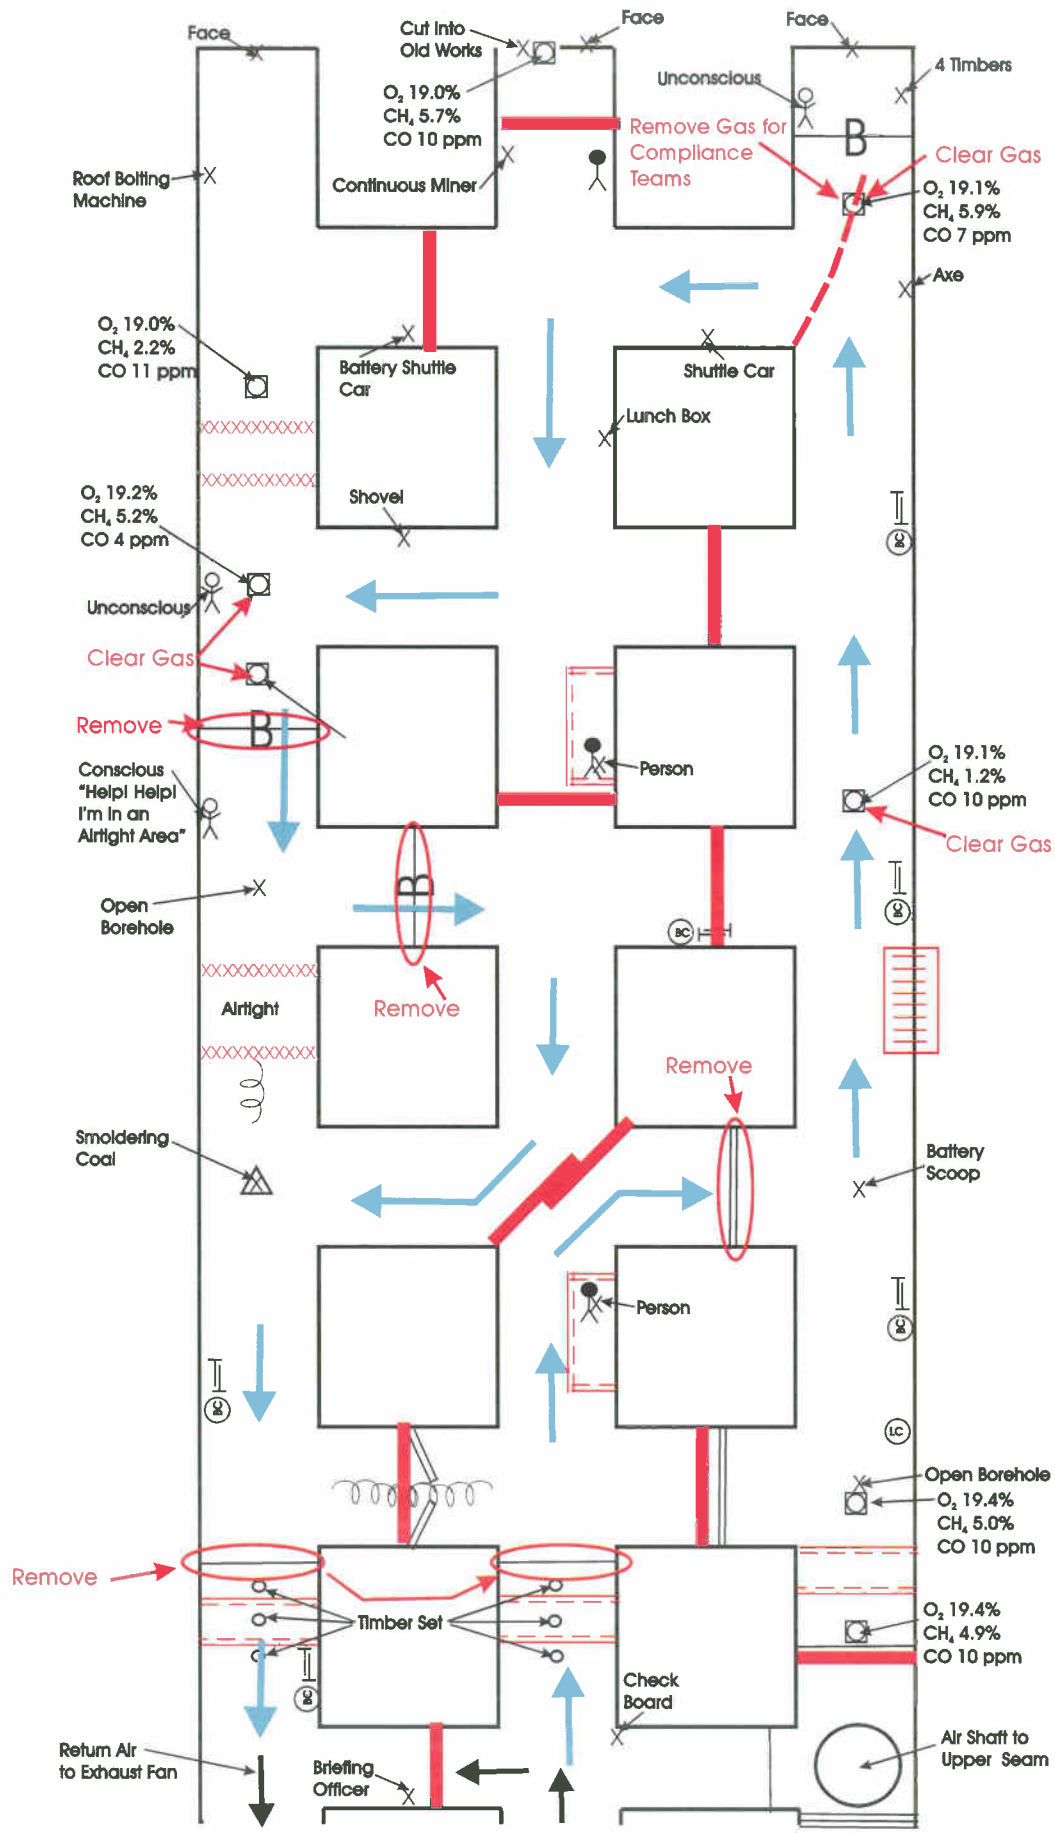 Face
Cut Into
Old Works
Face
Face
4 Timbers
Unconscious
O₂ 19.0%
CH₄ 5.7%
CO 10 ppm
Remove Gas for
Compliance
Teams
B
Clear Gas
Roof Bolting
Machine
Continuous Miner
O₂ 19.1%
CH₄ 5.9%
CO 7 ppm
Axe
O₂ 19.0%
CH₄ 2.2%
CO 11 ppm
Battery Shuttle
Car
Shuttle Car
Lunch Box
XXXXXXXXXXX
XXXXXXXXXXX
O₂ 19.2%
CH₄ 5.2%
CO 4 ppm
Shovel
BC
Unconscious
Clear Gas
Remove
B
Conscious
"Help! Help!
I'm in an
Airtight Area"
Person
O₂ 19.1%
CH₄ 1.2%
CO 10 ppm
Clear Gas
B
Open
Borehole
BC
BC
XXXXXXXXXXX
Airtight
XXXXXXXXXXX
Remove
Remove
Smoldering
Coal
Battery
Scoop
Person
BC
BC
LC
Open Borehole
O₂ 19.4%
CH₄ 5.0%
CO 10 ppm
Remove
Timber Set
O₂ 19.4%
CH₄ 4.9%
CO 10 ppm
BC
Check
Board
Return Air
to Exhaust Fan
Briefing
Officer
Air Shaft to
Upper Seam